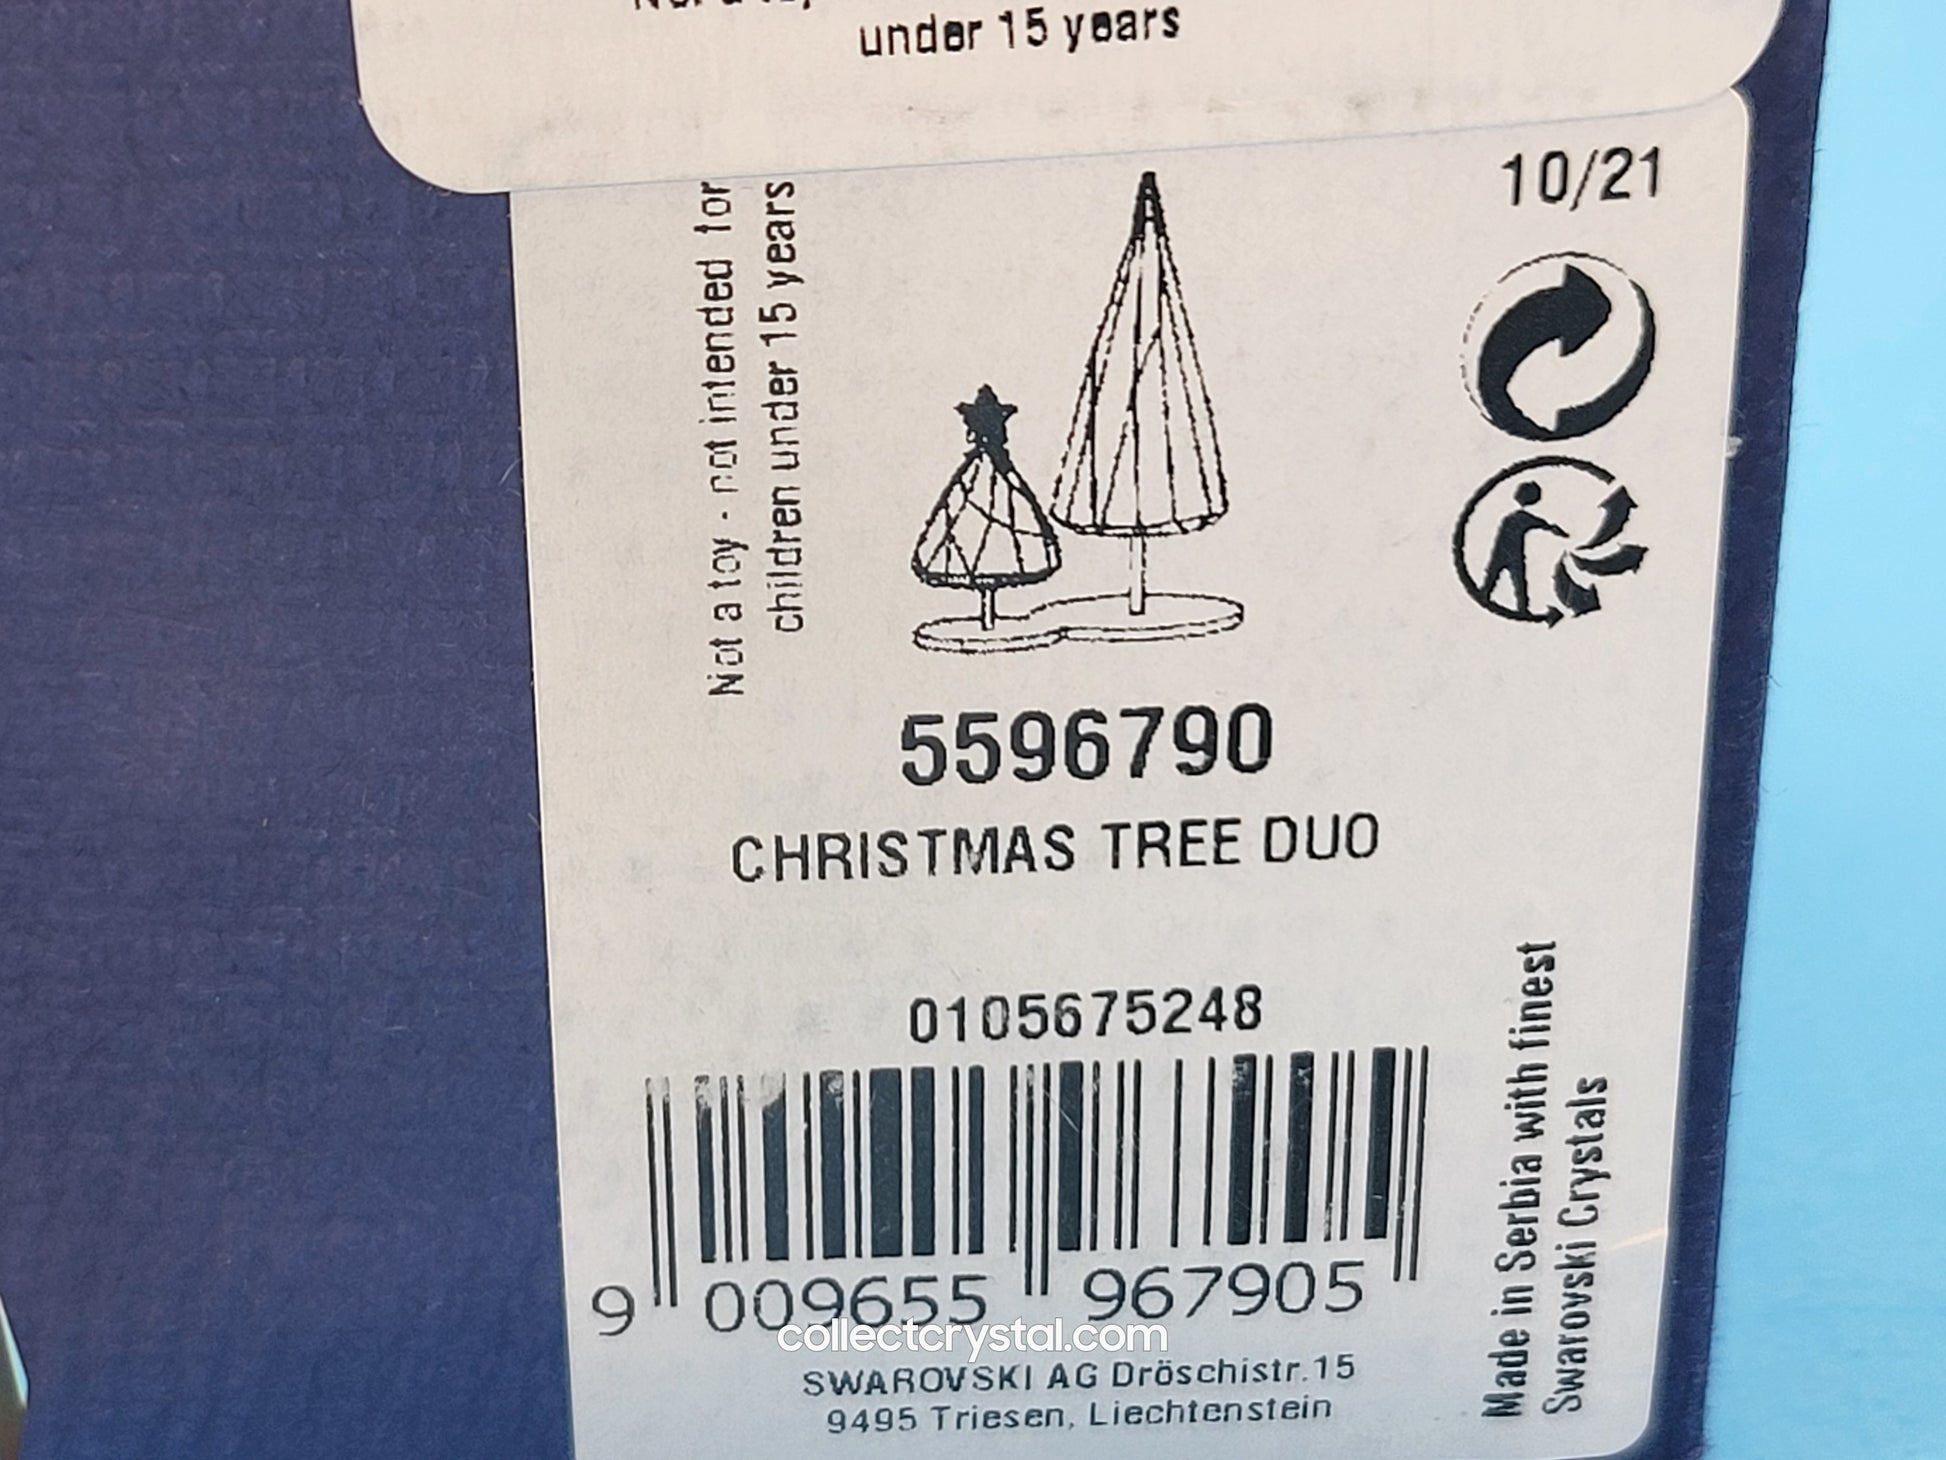 under 15 years
10/21
Not a toy - not intended for
children under 15 years
5596790
CHRISTMAS TREE DUO
0105675248
9 009655 967905
collectcrystal.com
SWAROVSKI AG Dröschistr.15
9495 Triesen, Liechtenstein
Made in Serbia with finest
Swarovski Crystals